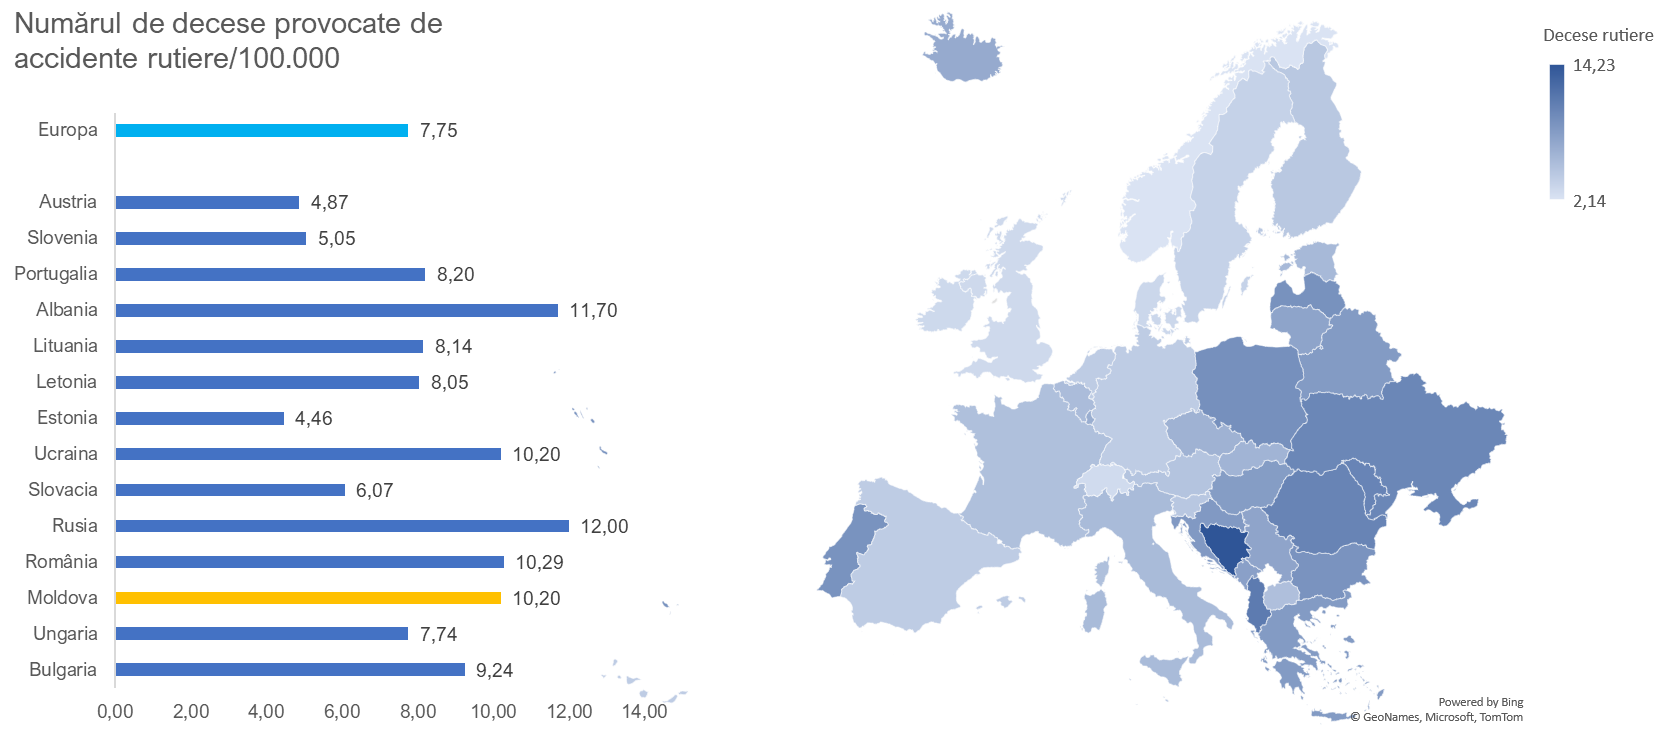 Numărul de decese provocate de
accidente rutiere/100.000
Europa 7,75
Austria 4,87
Slovenia 5,05
Portugalia 8,20
Albania 11,70
Lituania 8,14
Letonia 8,05
Estonia 4,46
Ucraina 10,20
Slovacia 6,07
Rusia 12,00
România 10,29
Moldova 10,20
Ungaria 7,74
Bulgaria 9,24
0,00 2,00 4,00 6,00 8,00 10,00 12,00 14,00
Decese rutiere
14,23
2,14
Powered by Bing
© GeoNames, Microsoft, TomTom